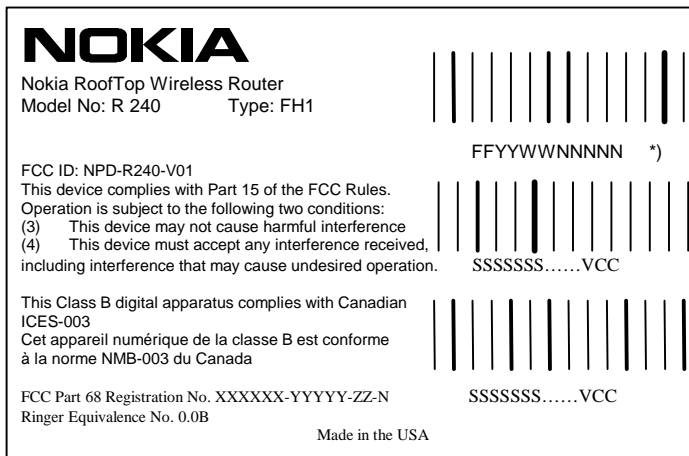 NOKIA
Nokia RoofTop Wireless Router
Model No: R 240 Type: FH1
FFYYWWNNNNN *)
FCC ID: NPD-R240-V01
This device complies with Part 15 of the FCC Rules.
Operation is subject to the following two conditions:
(3) This device may not cause harmful interference
(4) This device must accept any interference received,
including interference that may cause undesired operation.
SSSSSSS......VCC
This Class B digital apparatus complies with Canadian
ICES-003
Cet appareil numérique de la classe B est conforme
à la norme NMB-003 du Canada
FCC Part 68 Registration No. XXXXXX-YYYYY-ZZ-N
SSSSSSS......VCC
Ringer Equivalence No. 0.0B
Made in the USA